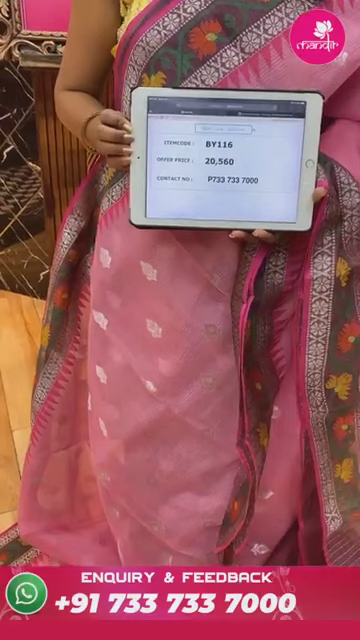 mandir
ITEMCODE : BY116
OFFER PRICE : 20,560
CONTACT NO : P733 733 7000
ENQUIRY & FEEDBACK
+91 733 733 7000